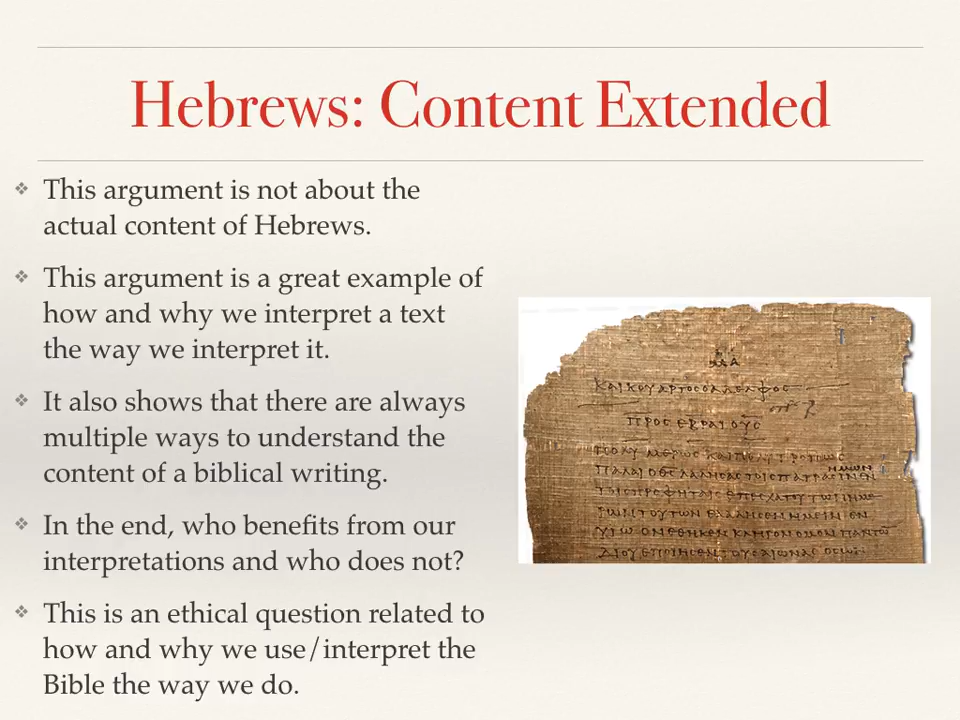 Hebrews: Content Extended
❖ This argument is not about the
actual content of Hebrews.
❖ This argument is a great example of
how and why we interpret a text
the way we interpret it.
❖ It also shows that there are always
multiple ways to understand the
content of a biblical writing.
❖ In the end, who benefits from our
interpretations and who does not?
❖ This is an ethical question related to
how and why we use/interpret the
Bible the way we do.
ΚΑΙ ΚΟΥΑΡΤΟΣ Ο ΑΔΕΛΦΟΣ
ΠΡΟΣ ΕΒΡΑΙΟΥΣ